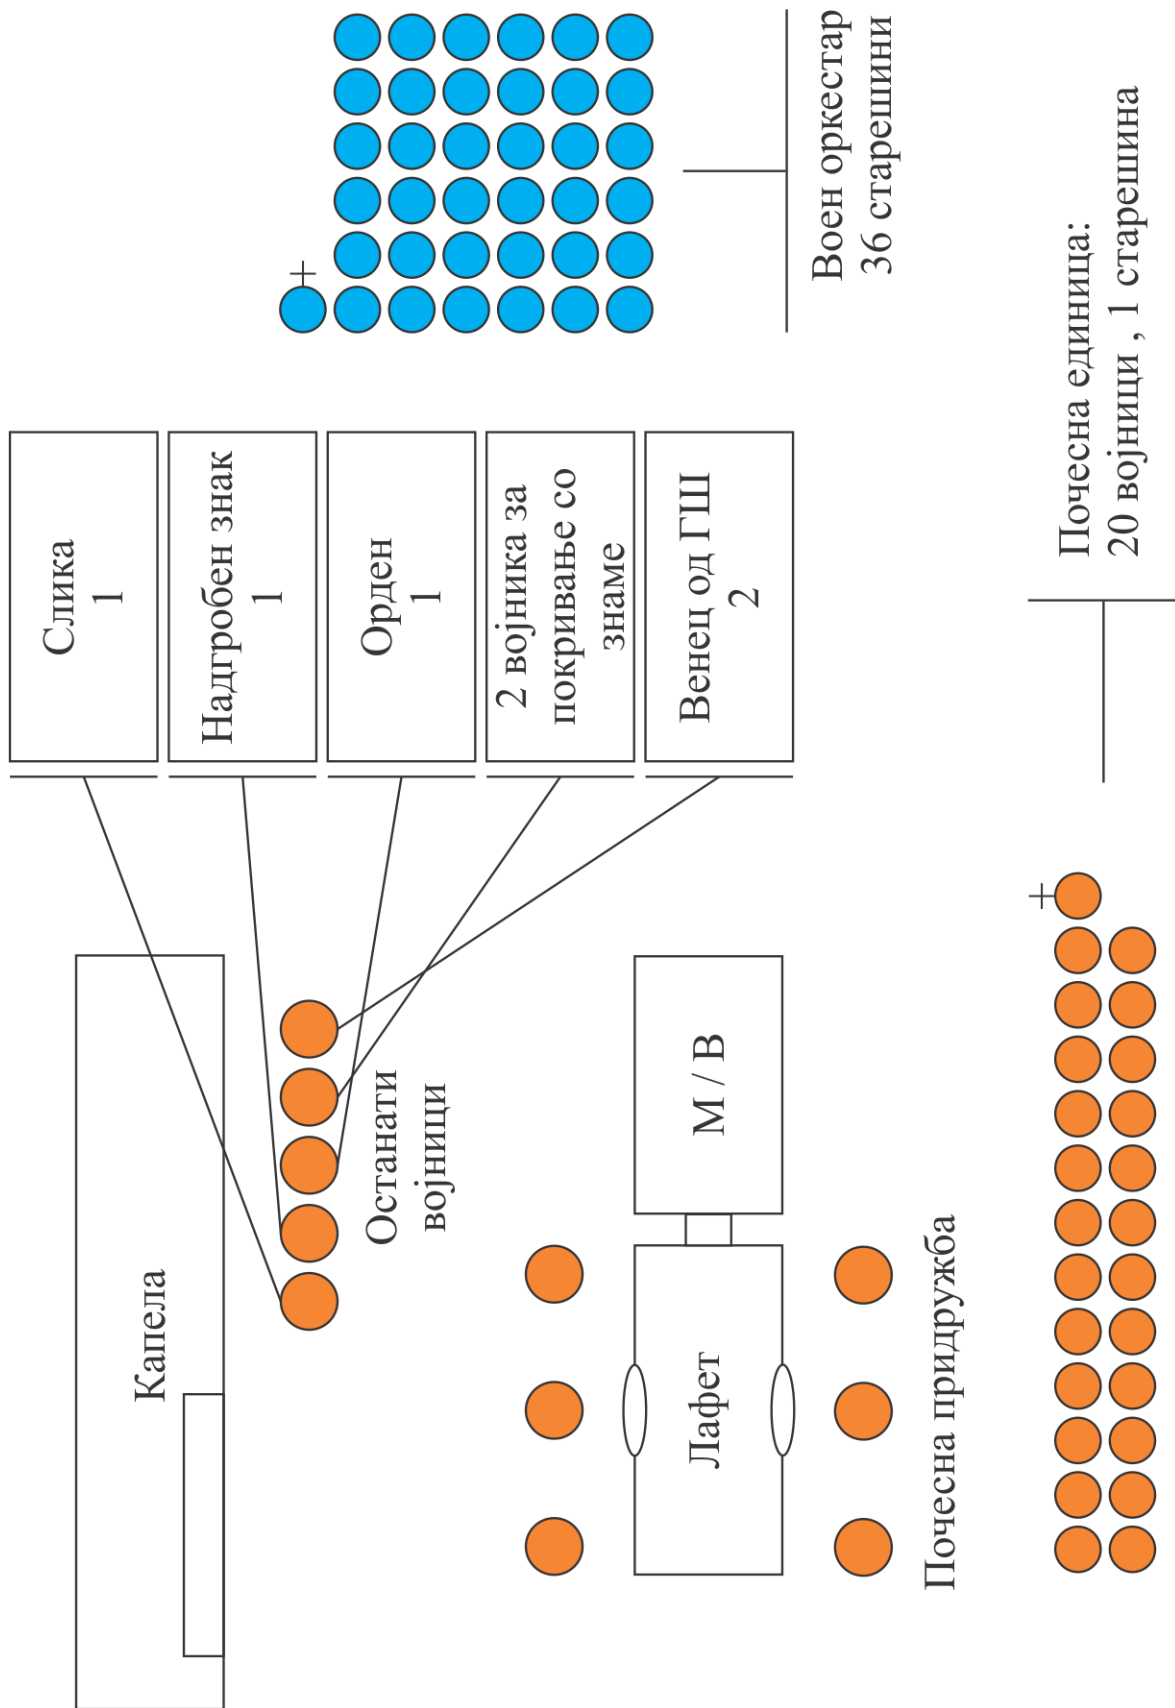 Капела
Слика
1
Надгробен знак
1
Орден
1
2 војника за
покривање со
знаме
Венец од ГШ
2
Останати
војници
Лафет
М / В
Почесна придружба
Воен оркестар
36 старешини
Почесна единица:
20 војници , 1 старешина